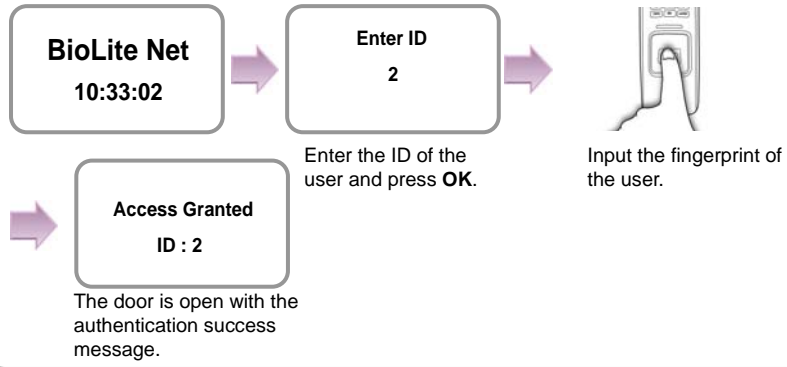 BioLite Net
10:33:02
Enter ID
2
Enter the ID of the
user and press OK.
Input the fingerprint of
the user.
Access Granted
ID : 2
The door is open with the
authentication success
message.